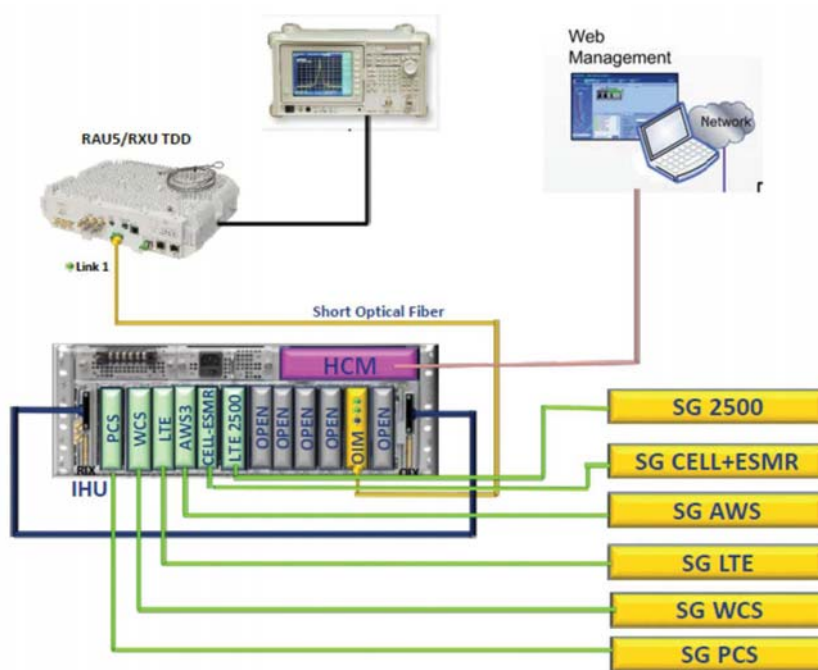 Web
Management
Network
r
RAU5/RXU TDD
Link 1
Short Optical Fiber
HCM
PCS
WCS
LTE
AWS3
CELL-ESMR
LTE 2500
OPEN
OPEN
OPEN
OPEN
OIM
OPEN
IHU
SG 2500
SG CELL+ESMR
SG AWS
SG LTE
SG WCS
SG PCS